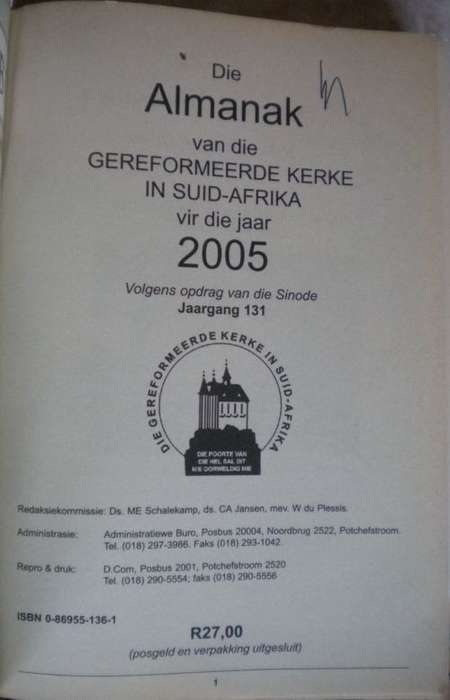 Die
Almanak
van die
GEREFORMEERDE KERKE
IN SUID-AFRIKA
vir die jaar
2005
Volgens opdrag van die Sinode
Jaargang 131
DIE GEREFORMEERDE KERKE IN SUID-AFRIKA
DIE POORTE VAN
DIE HEL SAL DIT
NIE OORWELDIG NIE
Redaksiekommissie: Ds. ME Schalekamp, ds. CA Jansen, mev. W du Plessis.
Administrasie: Administratiewe Buro, Posbus 20004, Noordbrug 2522, Potchefstroom.
Tel. (018) 297-3986. Faks (018) 293-1042
Repro & druk: D.Com, Posbus 2001, Potchefstroom 2520
Tel. (018) 290-5554; faks (018) 290-5556
ISBN 0-86955-136-1
R27,00
(posgeld en verpakking uitgesluit)
1